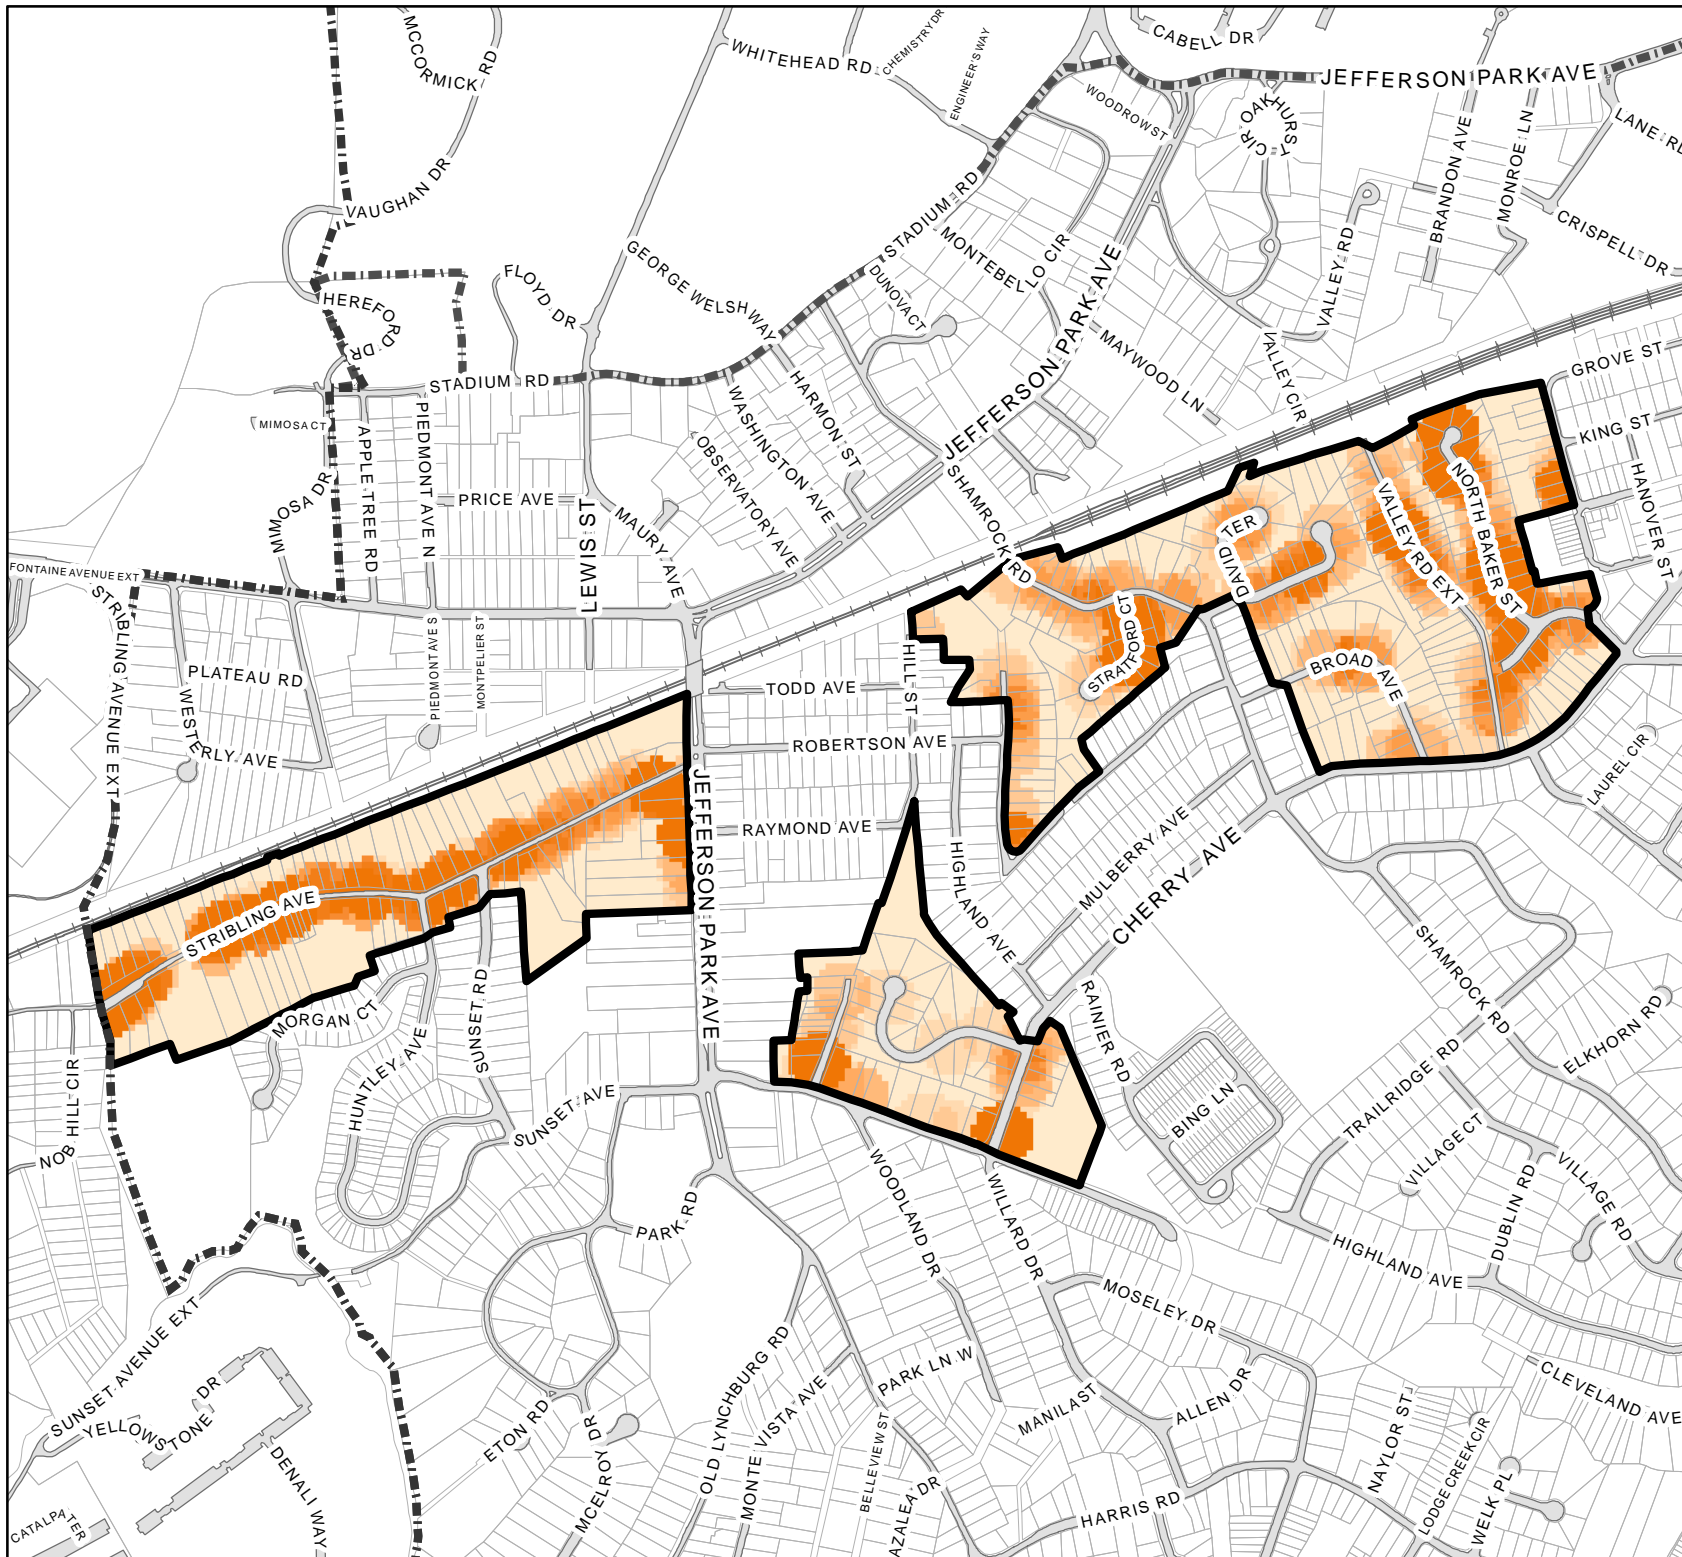 MCCORMICK RD
WHITEHEAD RD
CHEMISTRY DR
ENGINEER'S WAY
CABELL DR
JEFFERSON PARK AVE
WOODROW ST
OAKHURST CIR
LANE RD
BRANDON AVE
MONROE LN
CRISPELL DR
VALLEY RD
VAUGHAN DR
STADIUM RD
MONTEBELLO CIR
GEORGE WELSH WAY
FLOYD DR
DUNOVA CT
HEREFORD DR
JEFFERSON PARK AVE
MAYWOOD LN
VALLEY CIR
GROVE ST
KING ST
HANOVER ST
STADIUM RD
MIMOSA CT
APPLE TREE RD
PIEDMONT AVE N
WASHINGTON AVE
HARMON ST
OBSERVATORY AVE
MIMOSA DR
PRICE AVE
LEWIS ST
MAURY AVE
SHAMROCK RD
NORTH BAKER ST
VALLEY RD EXT
DAVID TER
FONTAINE AVENUE EXT
STRIBLING AVENUE EXT
PLATEAU RD
WESTERLY AVE
PIEDMONT AVE S
MONTPELIER ST
STRATFORD CT
BROAD AVE
TODD AVE
HILL ST
ROBERTSON AVE
JEFFERSON PARK AVE
RAYMOND AVE
HIGHLAND AVE
MULBERRY AVE
CHERRY AVE
LAUREL CIR
STRIBLING AVE
MORGAN CT
SUNSET RD
HUNTLEY AVE
SUNSET AVE
RAINIER RD
BING LN
SHAMROCK RD
ELKHORN RD
TRAILRIDGE RD
VILLAGE CT
VILLAGE RD
DUBLIN RD
HIGHLAND AVE
NOB HILL CIR
PARK RD
WOODLAND DR
WILLARD DR
MOSELEY DR
SUNSET AVENUE EXT
YELLOWSTONE DR
DENALI WAY
CATALPA TER
ETON RD
MCELROY DR
OLD LYNCHBURG RD
MONTE VISTA AVE
PARK LN W
BELLEVIEW ST
AZALEA DR
MANILA ST
ALLEN DR
HARRIS RD
NAYLOR ST
LODGE CREEK CIR
WELK PL
CLEVELAND AVE